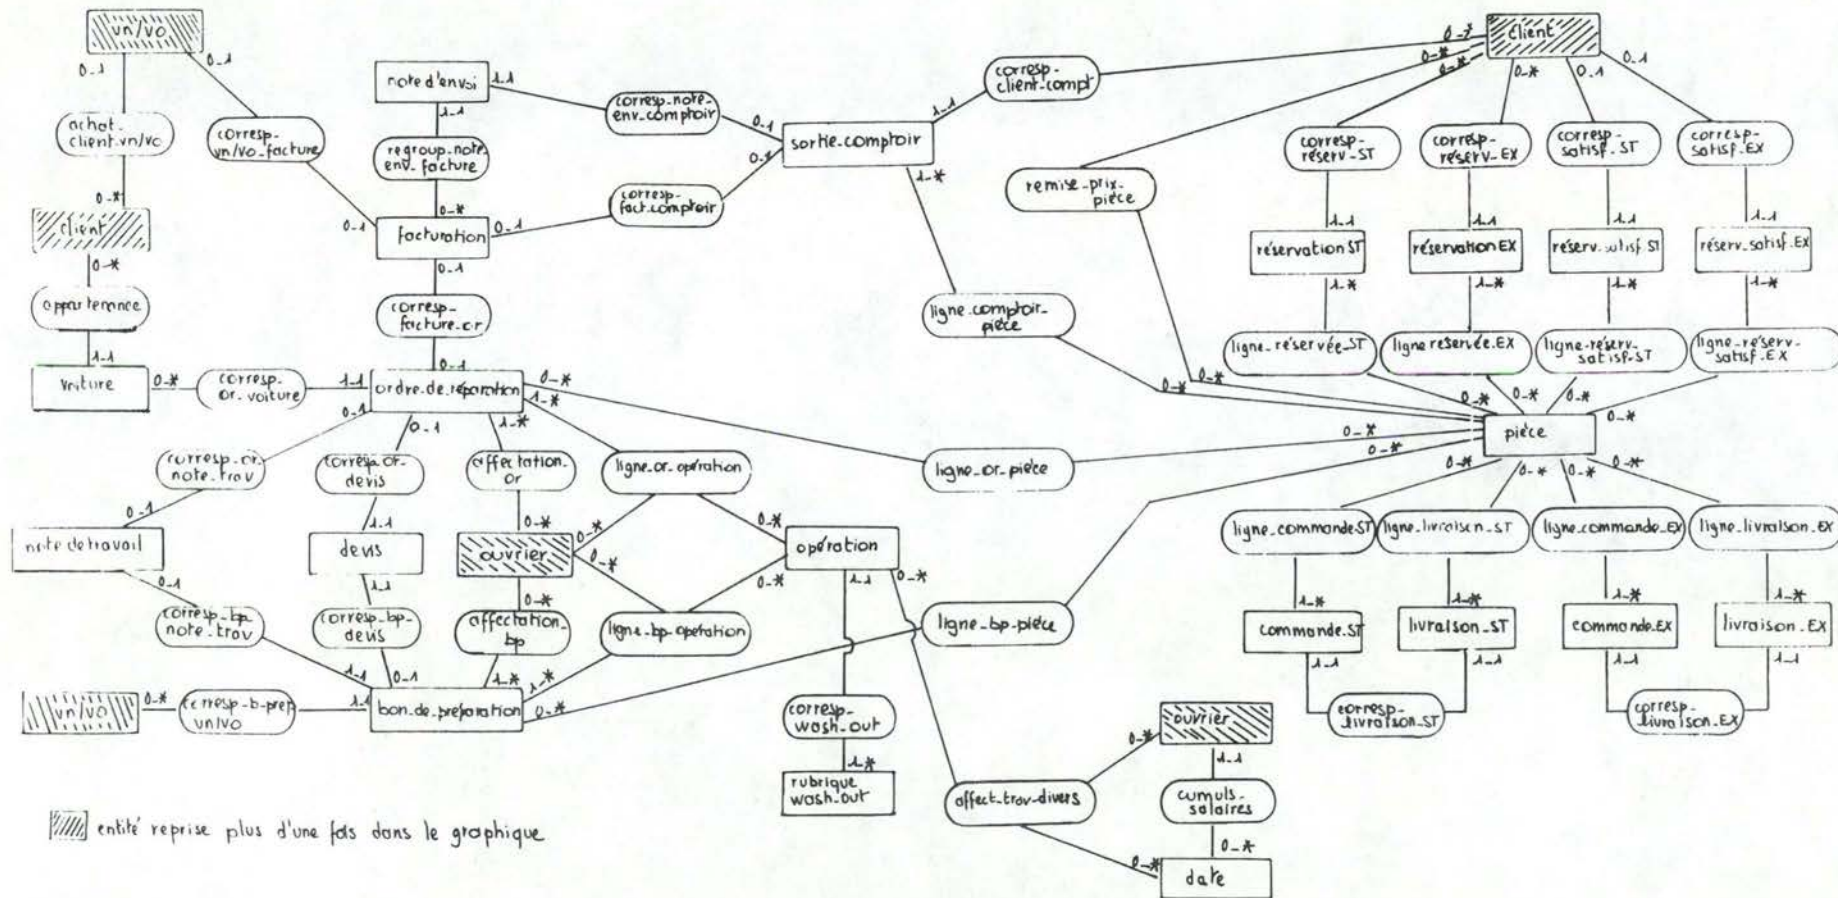 vn/vo
0-1
0-1
achat-
client.vn/vo
corresp-
vn/vo-facture
0-*
client
0-*
appartenance
1-1
voiture
0-*
corresp-
or-voiture
1-1
note d'envoi
1-1
1-1
regroup-note-
env-facture
0-*
0-1
facturation
0-1
0-1
corresp-
facture-or
0-1
ordre-de-réparation
corresp-note-
env-comptoir
0-1
corresp-
fact-comptoir
0-1
sortie-comptoir
1-1
1-*
corresp-
client-compt
0-*
0-*
0-*
client
0-*
0-1
0-1
remise-prix-
pièce
ligne-comptoir-
pièce
0-*
0-*
corresp-
réserv-ST
corresp-
réserv-EX
corresp-
satisf-ST
corresp-
satisf-EX
1-1
1-1
1-1
1-1
réservation ST
réservation EX
réserv-satisf-ST
réserv-satisf-EX
1-*
1-*
1-*
1-*
ligne-réservée-ST
ligne réservée-EX
ligne-réserv-
satisf-ST
ligne-réserv-
satisf-EX
0-*
0-*
0-*
0-*
pièce
0-*
0-*
0-*
0-*
0-*
0-*
0-*
1-*
0-1
0-1
1-*
corresp-or-
note-trav
corresp-or-
devis
affectation-
or
ligne-or-opération
ligne-or-pièce
0-1
1-1
0-*
0-*
0-*
note de travail
devis
ouvrier
opération
0-1
1-1
0-*
0-*
0-*
1-1
0-*
corresp-bp-
note-trav
corresp-bp-
devis
affectation-
bp
ligne-bp-opération
ligne-bp-pièce
1-1
0-1
1-*
1-*
0-*
vn/vo
0-*
corresp-b-prep
vn/vo
1-1
bon-de-préparation
corresp-
wash-out
1-*
rubrique
wash-out
affect-trav-divers
0-*
0-*
ouvrier
1-1
cumuls-
salaires
0-*
date
ligne-commande-ST
ligne-livraison-ST
ligne-commande-EX
ligne-livraison-EX
1-*
1-*
1-*
1-*
commande-ST
livraison-ST
commande-EX
livraison-EX
1-1
1-1
1-1
1-1
corresp-
livraison-ST
corresp-
livraison-EX
entité reprise plus d'une fois dans le graphique